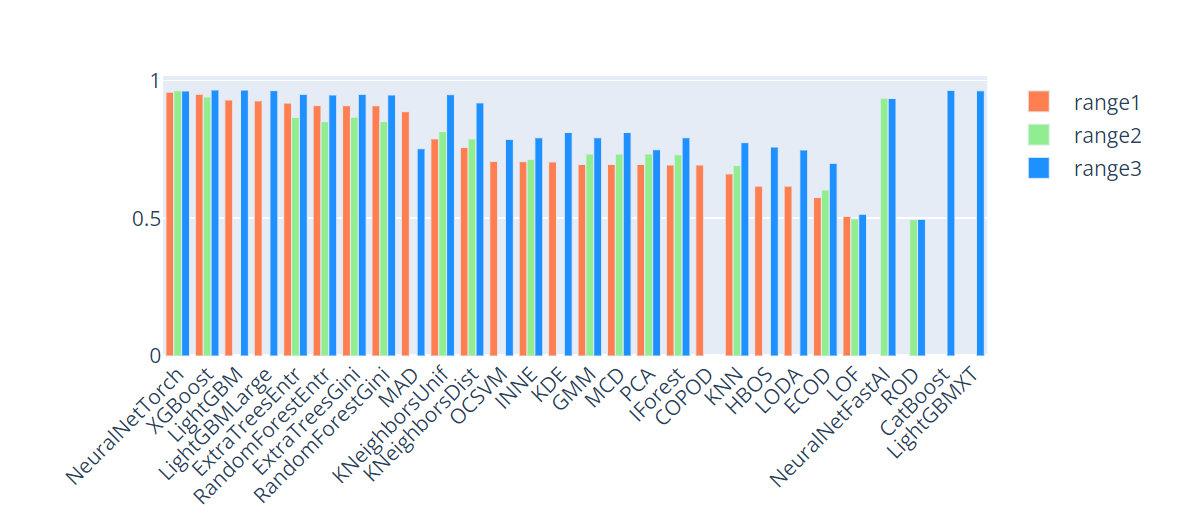 1
0.5
0
NeuralNetTorch
XGBoost
LightGBM
LightGBMLarge
ExtraTreesEntr
RandomForestEntr
ExtraTreesGini
RandomForestGini
MAD
KNeighborsUnif
KNeighborsDist
OCSVM
INNE
KDE
GMM
MCD
PCA
IForest
COPOD
KNN
HBOS
LODA
ECOD
LOF
NeuralNetFastAI
ROD
CatBoost
LightGBMXT
range1
range2
range3